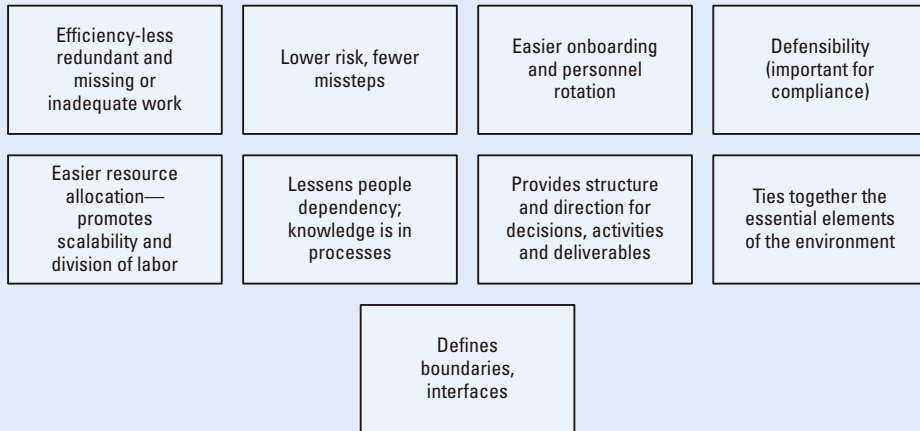 Efficiency-less
redundant and
missing or
inadequate work
Lower risk, fewer
missteps
Easier onboarding
and personnel
rotation
Defensibility
(important for
compliance)
Easier resource
allocation—
promotes
scalability and
division of labor
Lessens people
dependency;
knowledge is in
processes
Provides structure
and direction for
decisions, activities
and deliverables
Ties together the
essential elements
of the environment
Defines
boundaries,
interfaces